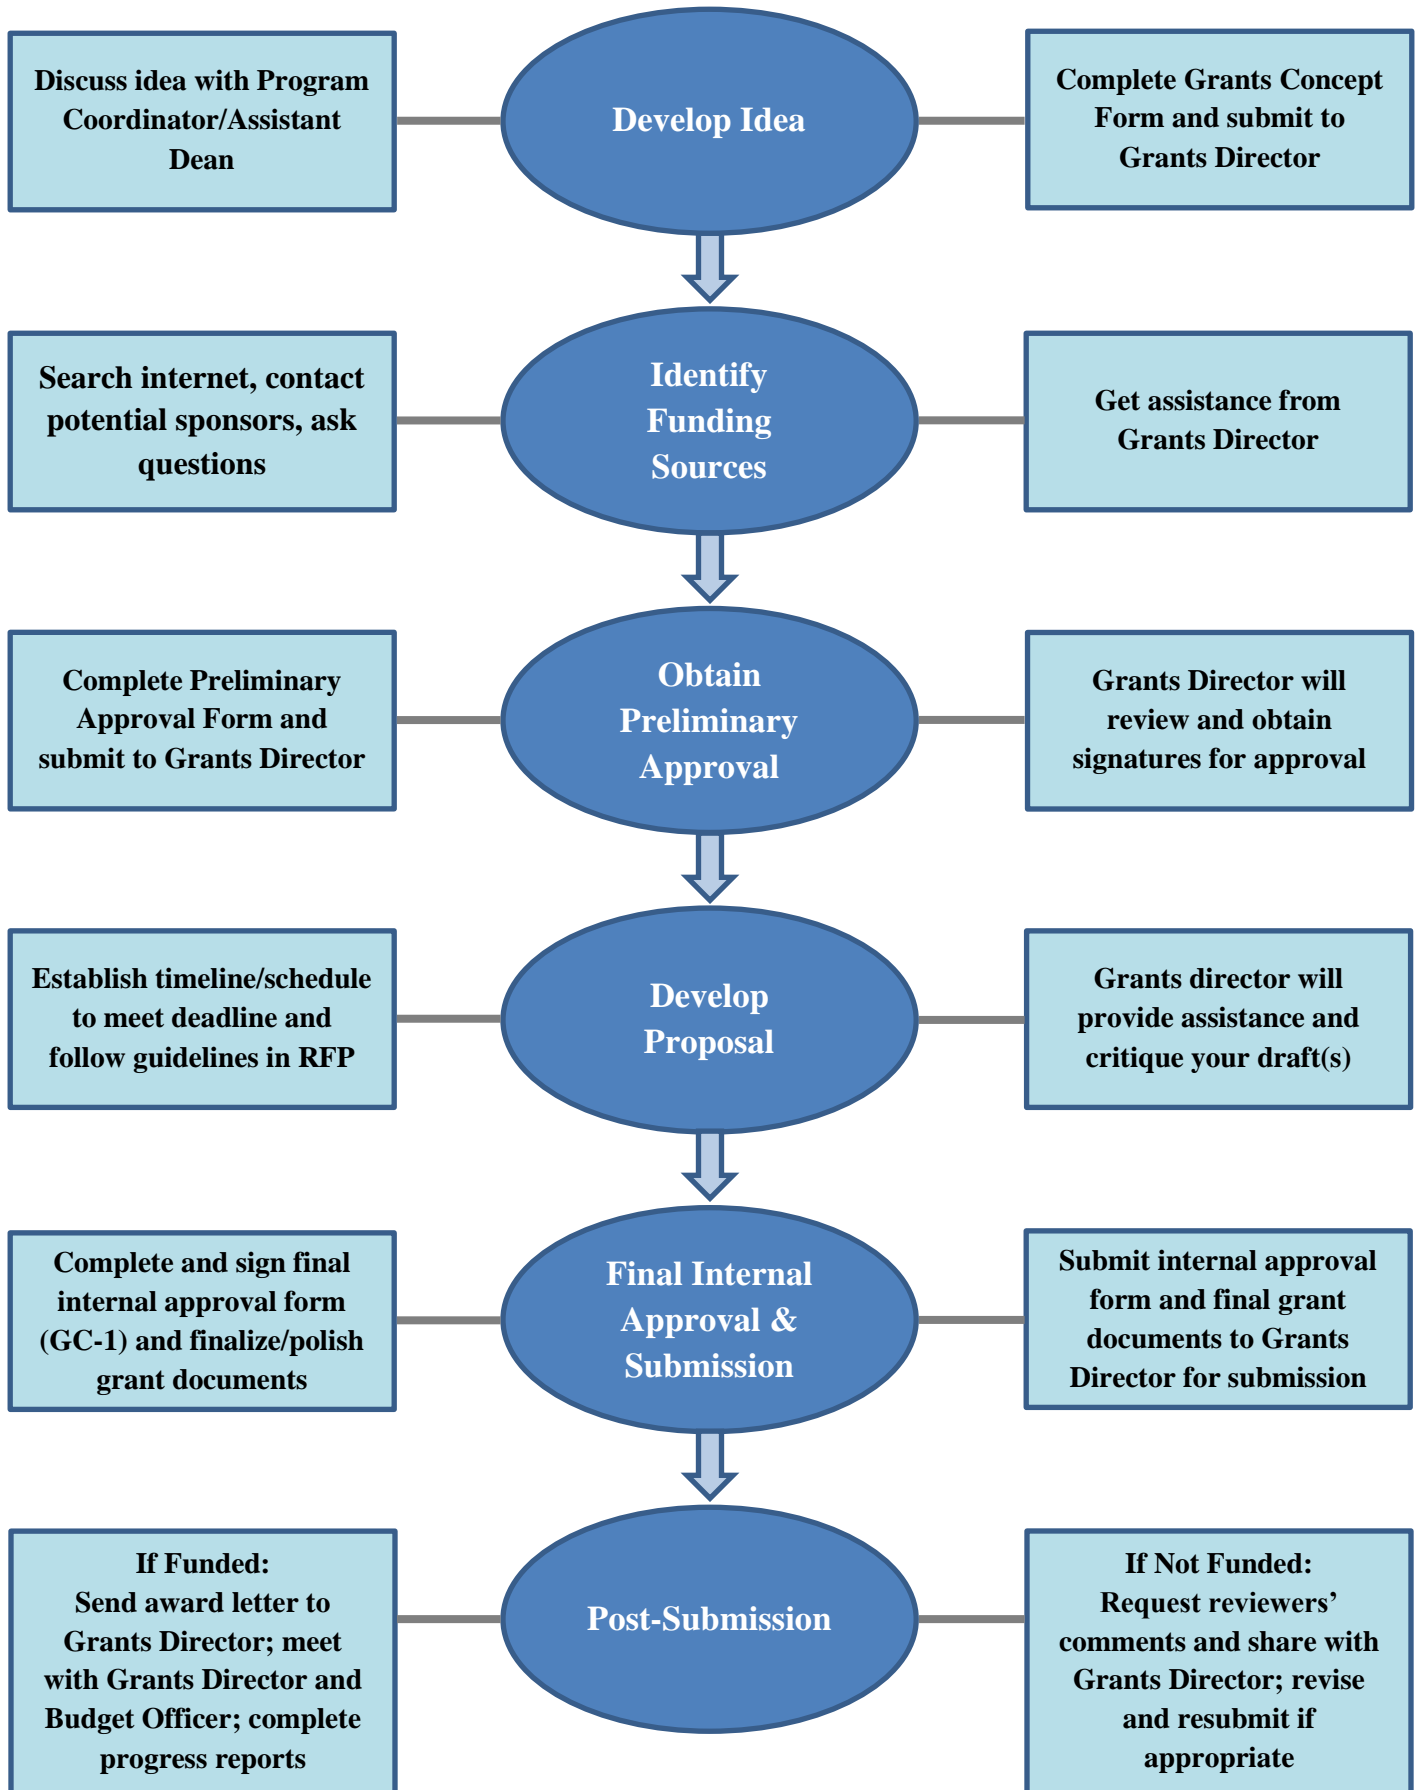 Discuss idea with Program
Coordinator/Assistant
Dean
Develop Idea
Complete Grants Concept
Form and submit to
Grants Director
Search internet, contact
potential sponsors, ask
questions
Identify
Funding
Sources
Get assistance from
Grants Director
Complete Preliminary
Approval Form and
submit to Grants Director
Obtain
Preliminary
Approval
Grants Director will
review and obtain
signatures for approval
Establish timeline/schedule
to meet deadline and
follow guidelines in RFP
Develop
Proposal
Grants director will
provide assistance and
critique your draft(s)
Complete and sign final
internal approval form
(GC-1) and finalize/polish
grant documents
Final Internal
Approval &
Submission
Submit internal approval
form and final grant
documents to Grants
Director for submission
If Funded:
Send award letter to
Grants Director; meet
with Grants Director and
Budget Officer; complete
progress reports
Post-Submission
If Not Funded:
Request reviewers’
comments and share with
Grants Director; revise
and resubmit if
appropriate